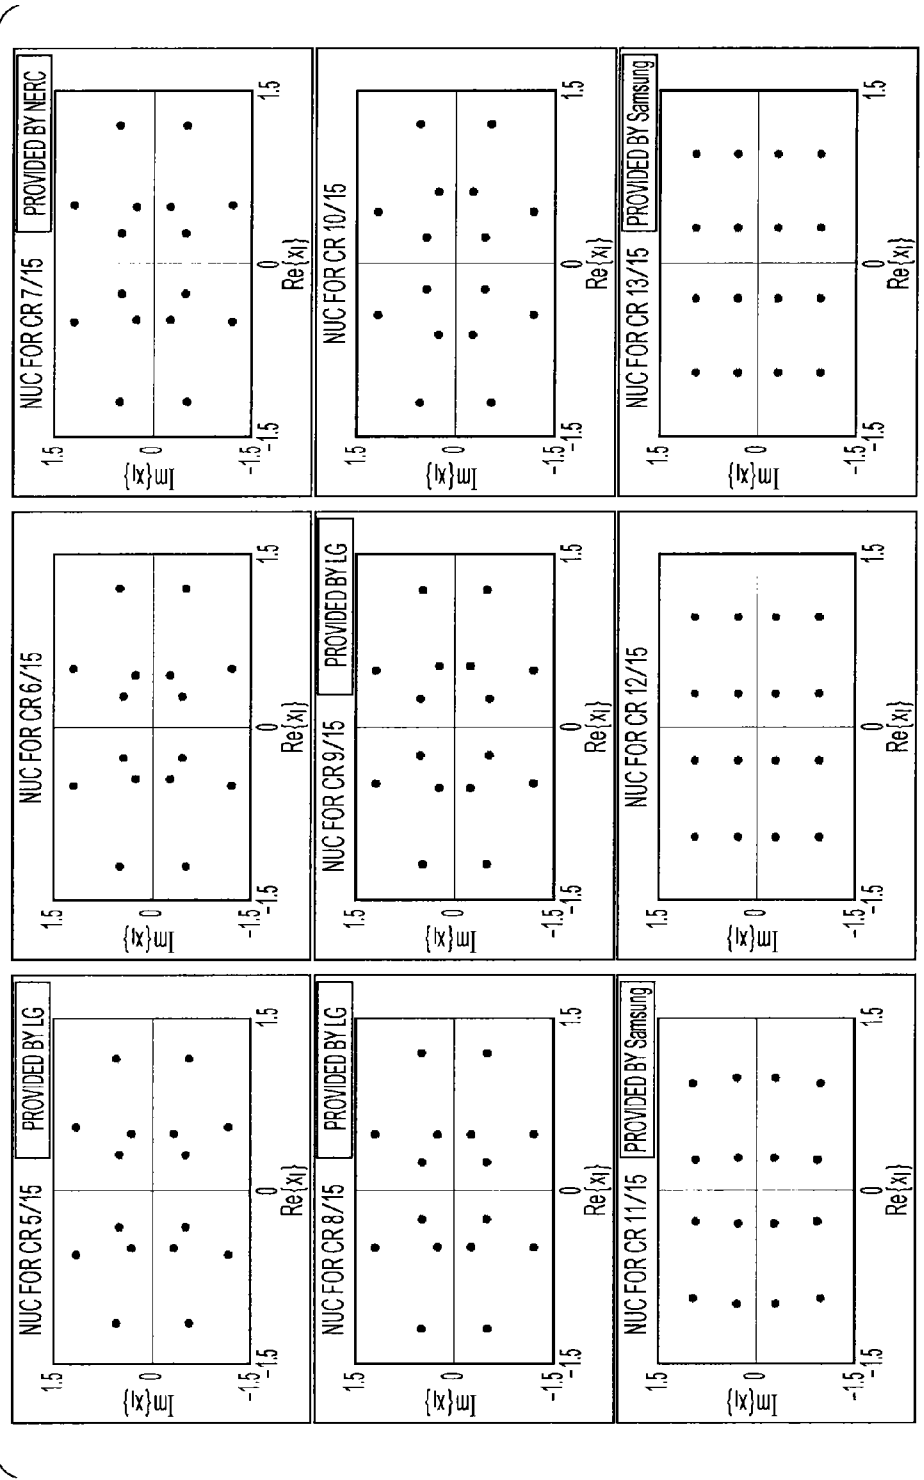 NUC FOR CR 5/15
PROVIDED BY LG
1.5
0
-1.5
Im{xl}
-1.5
0
1.5
Re{xl}
NUC FOR CR 6/15
1.5
0
-1.5
Im{xl}
-1.5
0
1.5
Re{xl}
NUC FOR CR 7/15
PROVIDED BY NERC
1.5
0
-1.5
Im{xl}
-1.5
0
1.5
Re{xl}
NUC FOR CR 8/15
PROVIDED BY LG
1.5
0
-1.5
Im{xl}
-1.5
0
1.5
Re{xl}
NUC FOR CR 9/15
PROVIDED BY LG
1.5
0
-1.5
Im{xl}
-1.5
0
1.5
Re{xl}
NUC FOR CR 10/15
1.5
0
-1.5
Im{xl}
-1.5
0
1.5
Re{xl}
NUC FOR CR 11/15
PROVIDED BY Samsung
1.5
0
-1.5
Im{xl}
-1.5
0
1.5
Re{xl}
NUC FOR CR 12/15
1.5
0
-1.5
Im{xl}
-1.5
0
1.5
Re{xl}
NUC FOR CR 13/15
PROVIDED BY Samsung
1.5
0
-1.5
Im{xl}
-1.5
0
1.5
Re{xl}